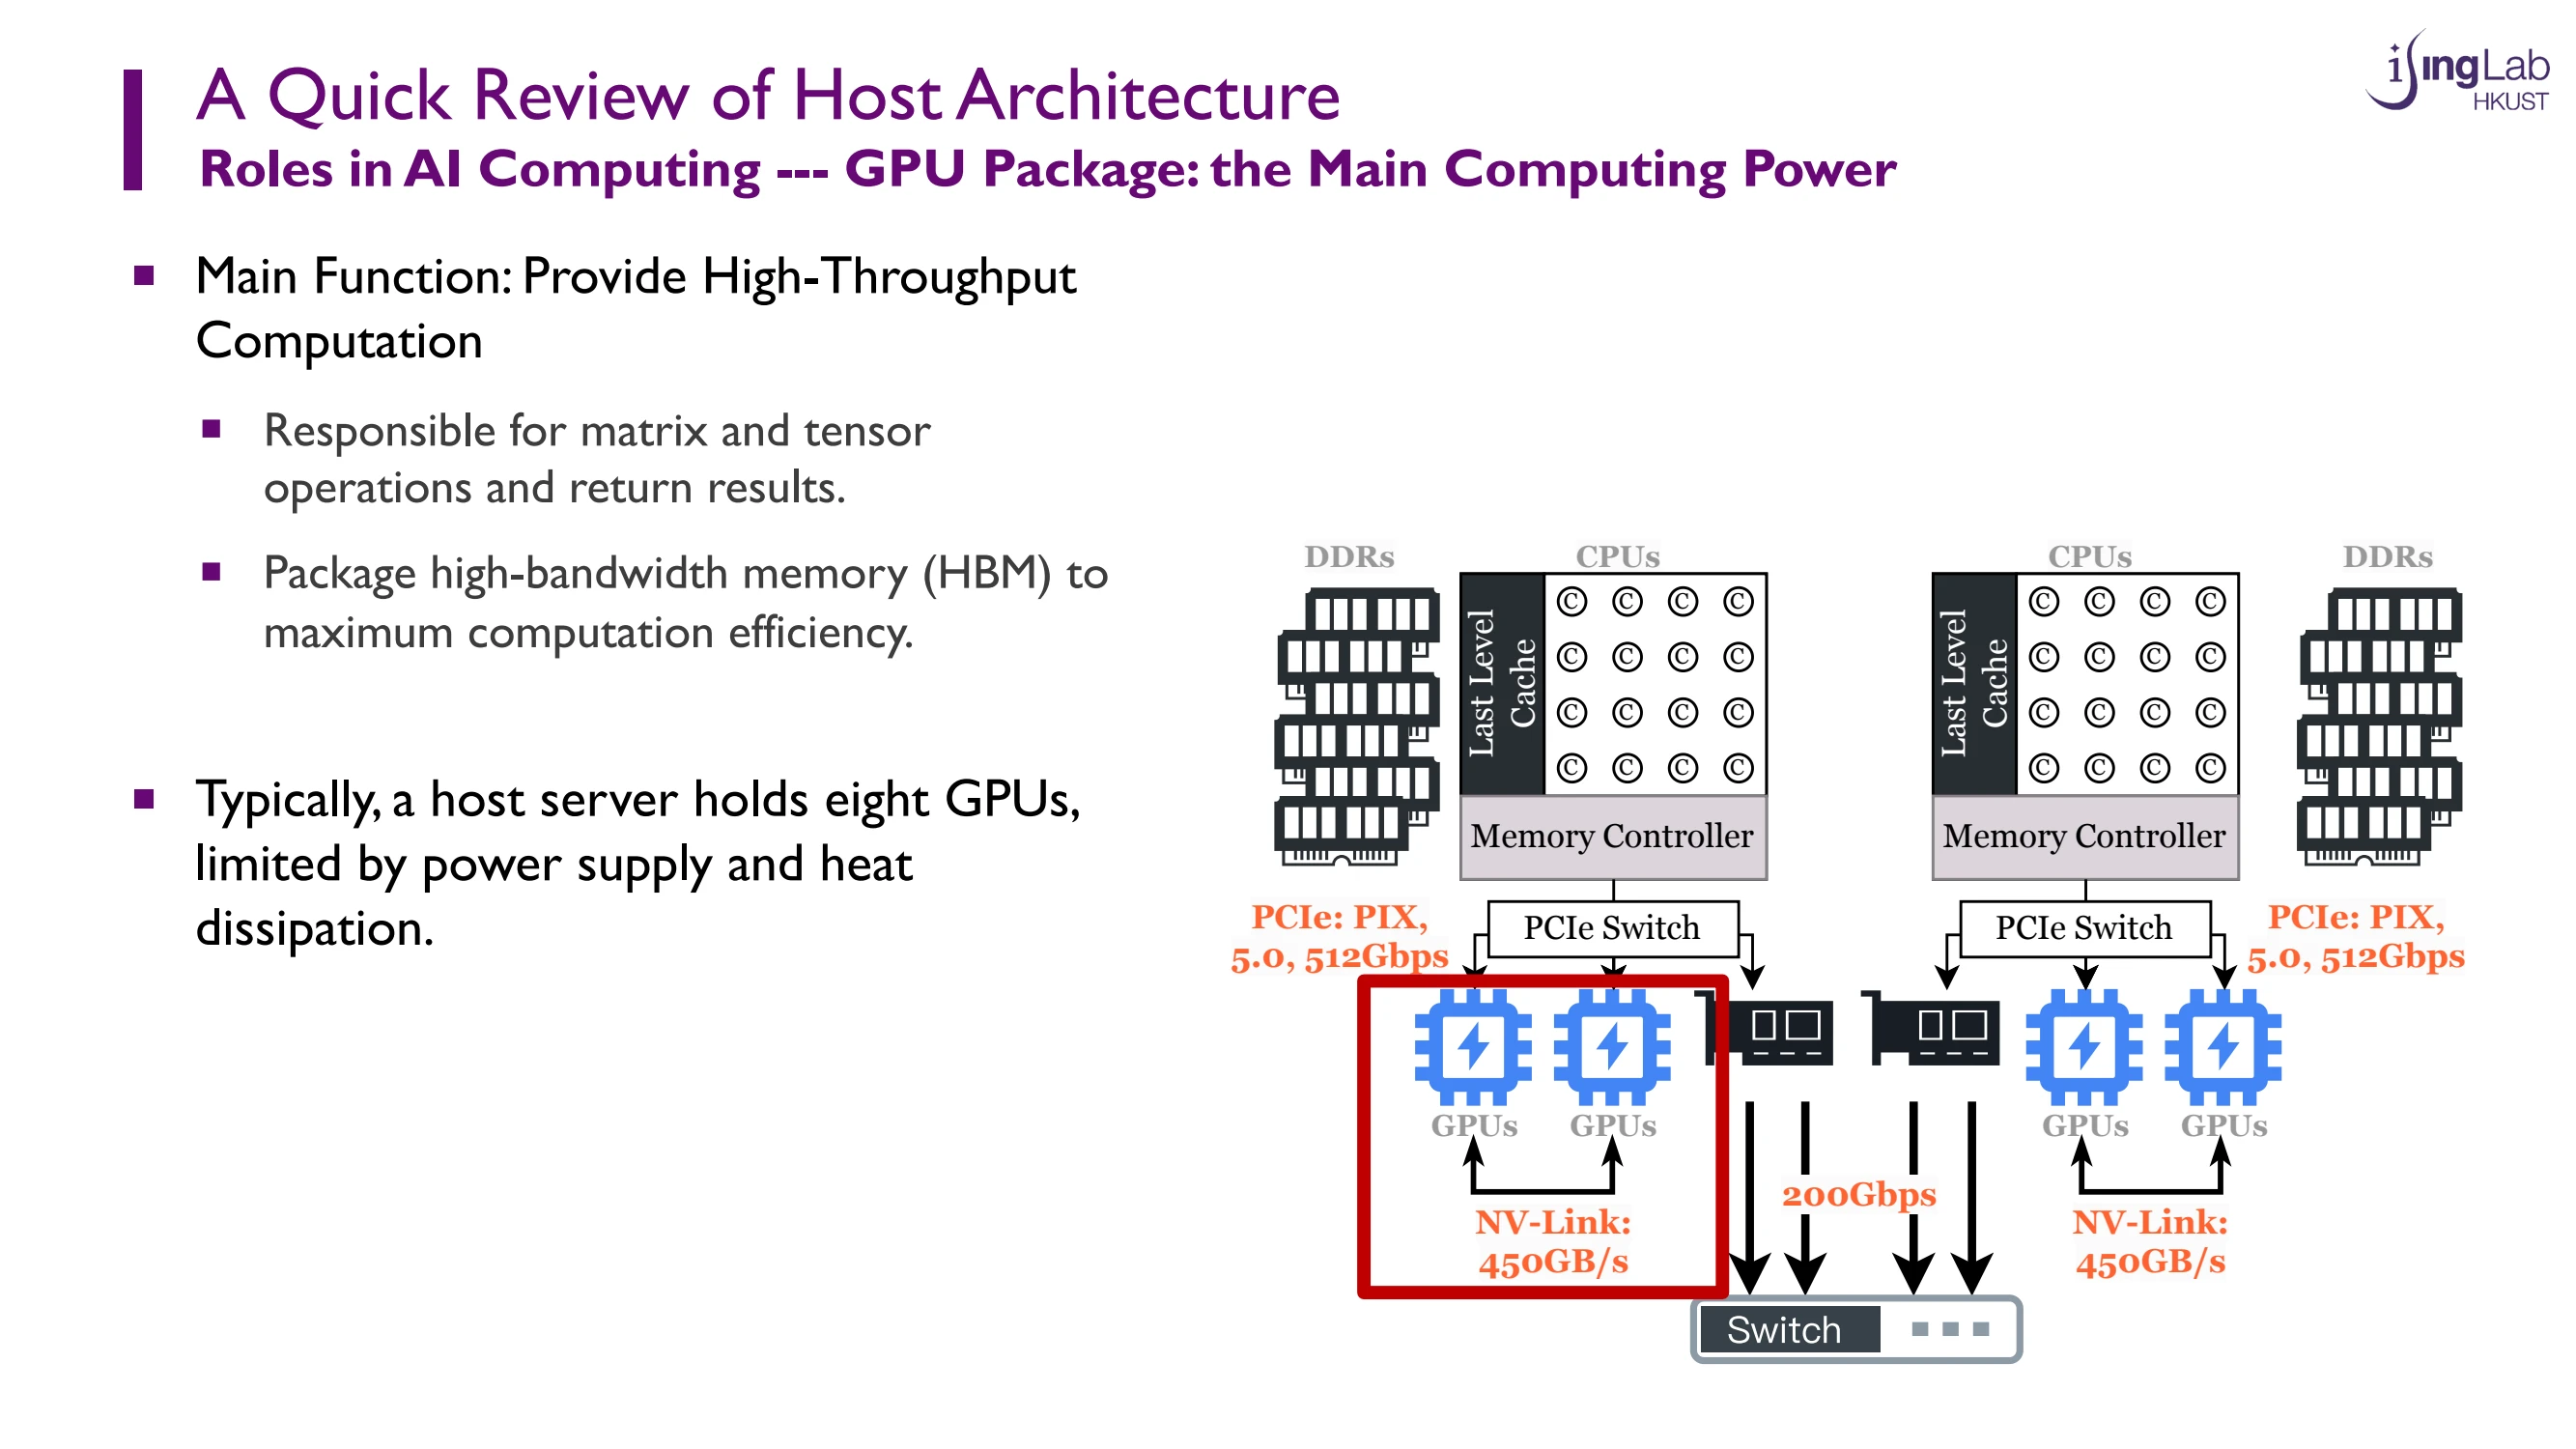 iSingLab
HKUST
A Quick Review of Host Architecture
Roles in AI Computing --- GPU Package: the Main Computing Power
Main Function: Provide High-Throughput
Computation
Responsible for matrix and tensor
operations and return results.
Package high-bandwidth memory (HBM) to
maximum computation efficiency.
Typically, a host server holds eight GPUs,
limited by power supply and heat
dissipation.
DDRs
CPUs
Last Level
Cache
© © © ©
© © © ©
© © © ©
© © © ©
Memory Controller
PCIe: PIX,
5.0, 512Gbps
PCIe Switch
GPUs
GPUs
NV-Link:
450GB/s
CPUs
DDRs
Last Level
Cache
© © © ©
© © © ©
© © © ©
© © © ©
Memory Controller
PCIe Switch
PCIe: PIX,
5.0, 512Gbps
GPUs
GPUs
NV-Link:
450GB/s
200Gbps
Switch